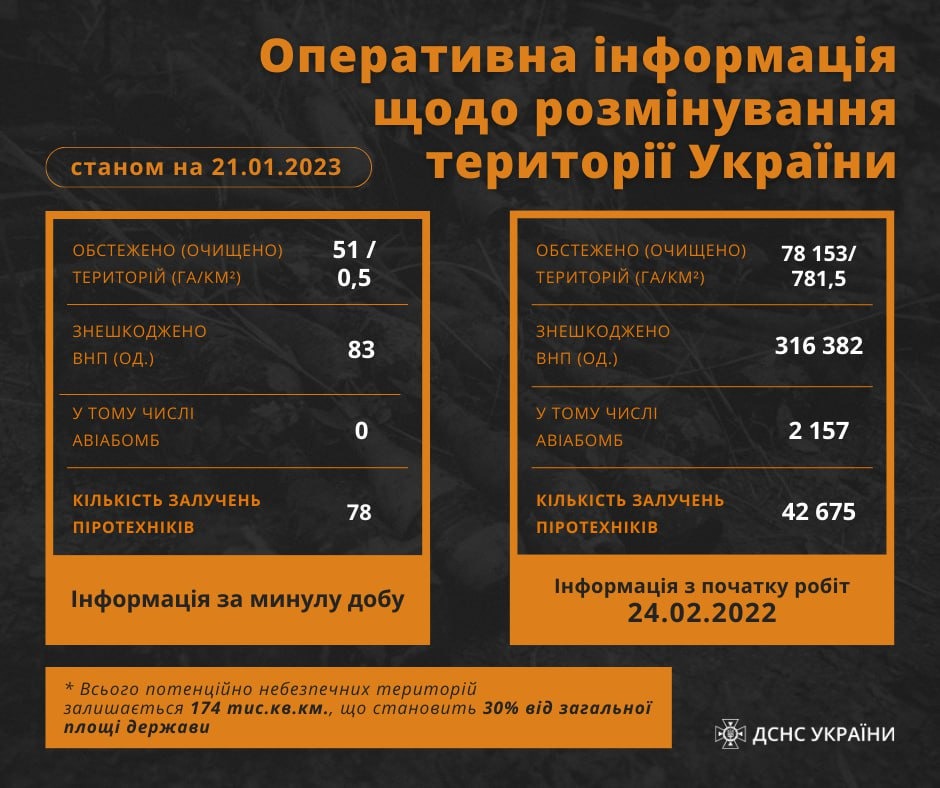 Оперативна інформація
щодо розмінування
території України
станом на 21.01.2023
ОБСТЕЖЕНО (ОЧИЩЕНО)
ТЕРИТОРІЙ (ГА/КМ²)
51 /
0,5
ЗНЕШКОДЖЕНО
ВНП (ОД.)
83
У ТОМУ ЧИСЛІ
АВІАБОМБ
0
КІЛЬКІСТЬ ЗАЛУЧЕНЬ
ПІРОТЕХНІКІВ
78
Інформація за минулу добу
ОБСТЕЖЕНО (ОЧИЩЕНО)
ТЕРИТОРІЙ (ГА/КМ²)
78 153/
781,5
ЗНЕШКОДЖЕНО
ВНП (ОД.)
316 382
У ТОМУ ЧИСЛІ
АВІАБОМБ
2 157
КІЛЬКІСТЬ ЗАЛУЧЕНЬ
ПІРОТЕХНІКІВ
42 675
Інформація з початку робіт
24.02.2022
* Всього потенційно небезпечних територій
залишається 174 тис.кв.км., що становить 30% від загальної
площі держави
ДСНС УКРАЇНИ